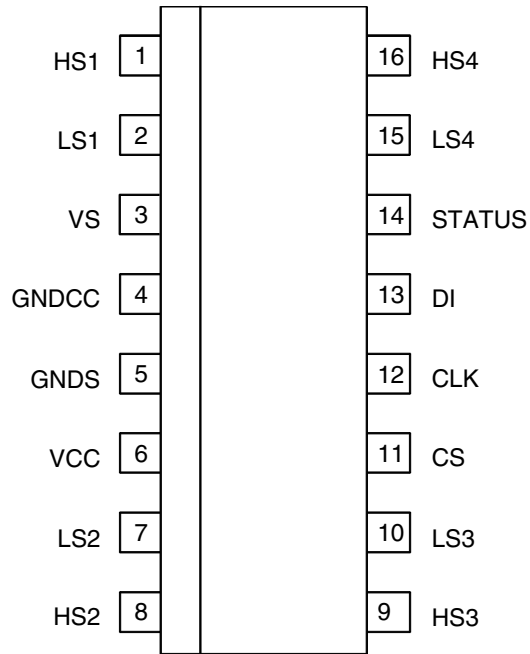 HS1 1 16 HS4
LS1 2 15 LS4
VS 3 14 STATUS
GNDCC 4 13 DI
GNDS 5 12 CLK
VCC 6 11 CS
LS2 7 10 LS3
HS2 8 9 HS3